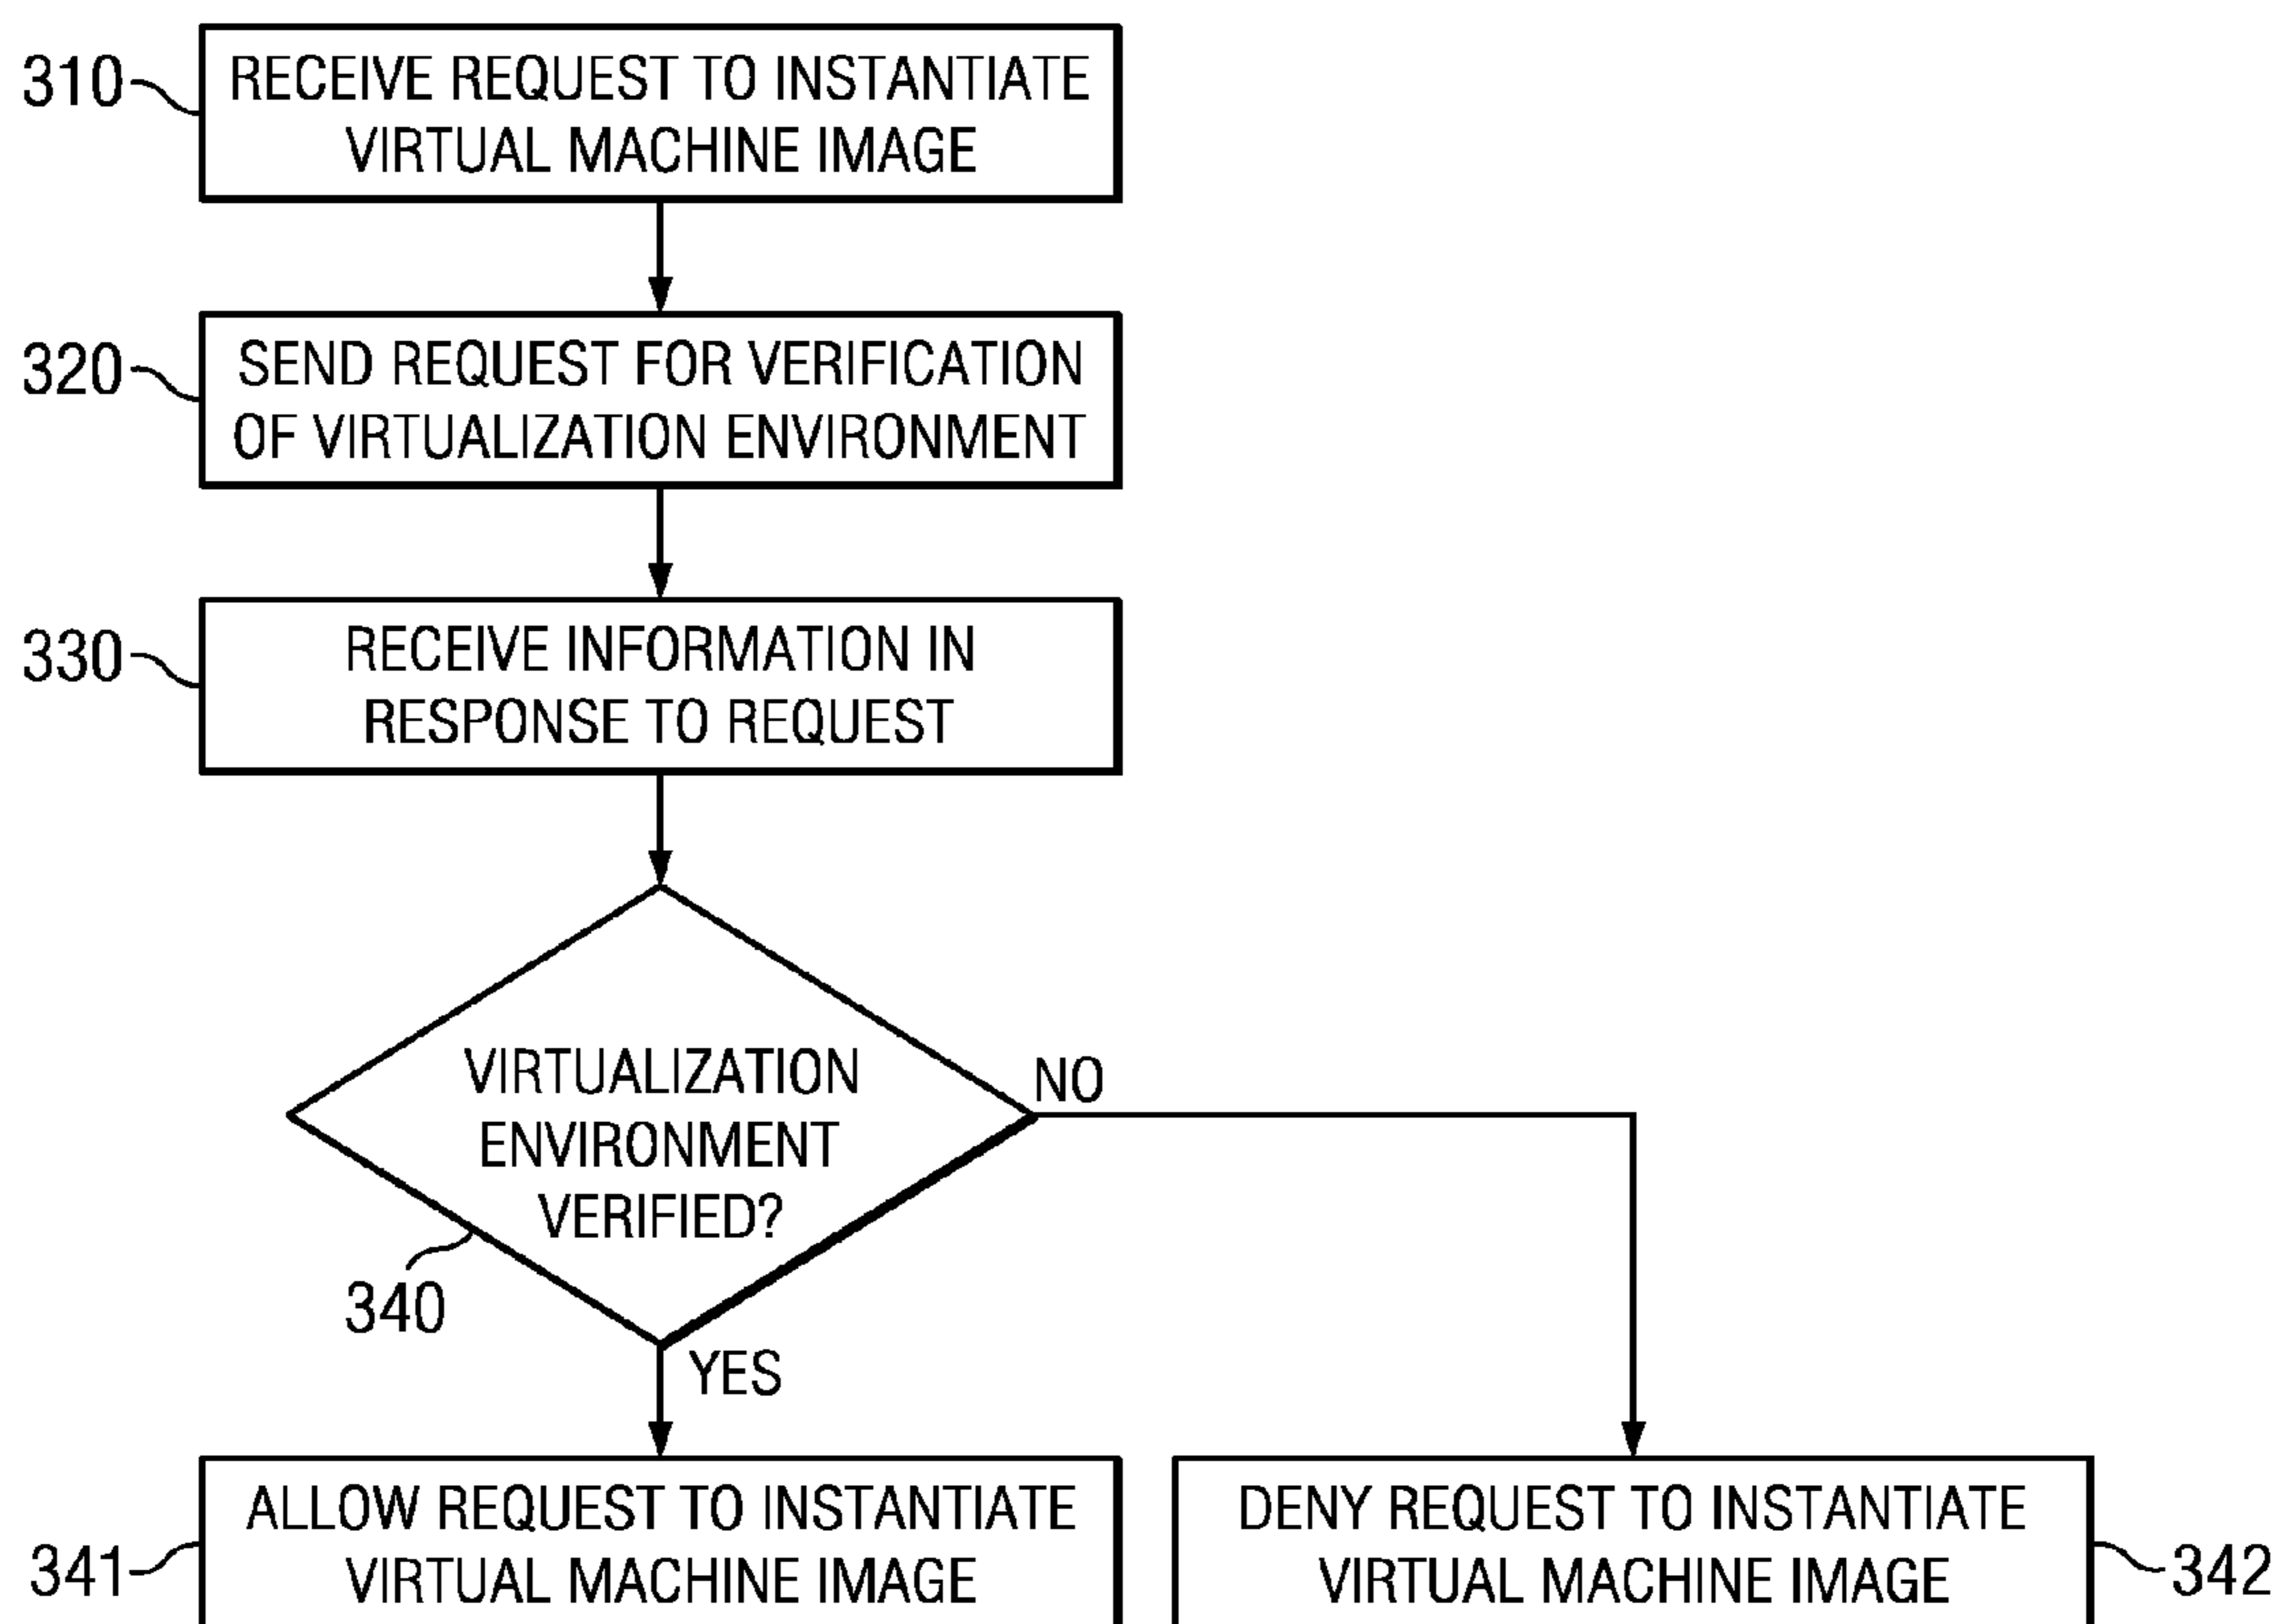 310
RECEIVE REQUEST TO INSTANTIATE
VIRTUAL MACHINE IMAGE
320
SEND REQUEST FOR VERIFICATION
OF VIRTUALIZATION ENVIRONMENT
330
RECEIVE INFORMATION IN
RESPONSE TO REQUEST
VIRTUALIZATION
ENVIRONMENT
VERIFIED?
NO
340
YES
341
ALLOW REQUEST TO INSTANTIATE
VIRTUAL MACHINE IMAGE
DENY REQUEST TO INSTANTIATE
VIRTUAL MACHINE IMAGE
342